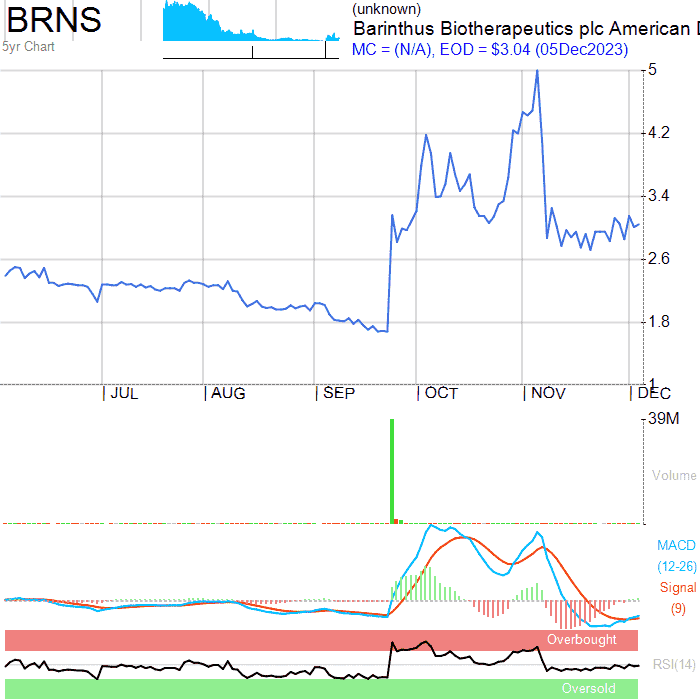 BRNS
5yr Chart
(unknown)
Barinthus Biotherapeutics plc American
MC = (N/A), EOD = $3.04 (05Dec2023)
5
4.2
3.4
2.6
1.8
1
JUL
AUG
SEP
OCT
NOV
DEC
39M
Volume
MACD
(12-26)
Signal
(9)
Overbought
RSI(14)
Oversold